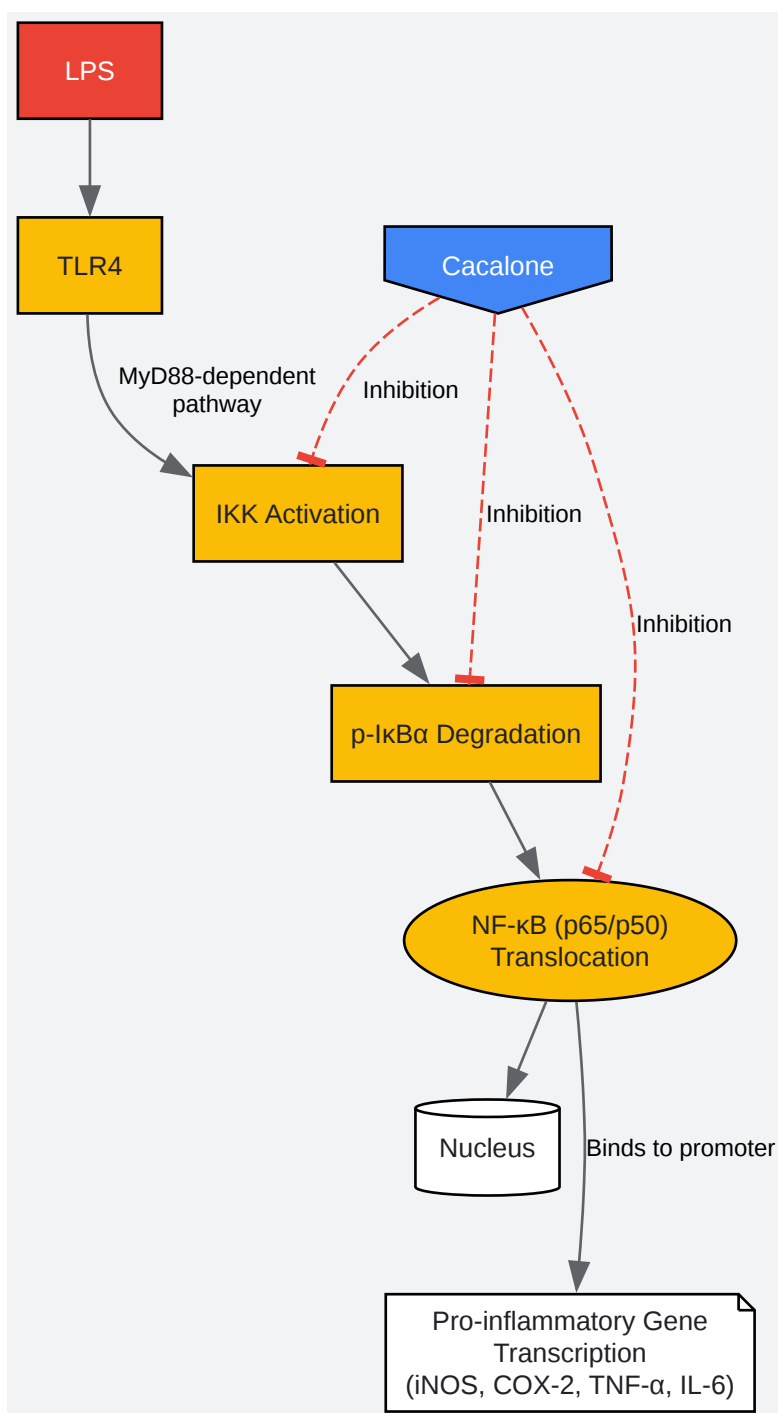 LPS
TLR4
Cacalone
MyD88-dependent
pathway
Inhibition
IKK Activation
Inhibition
Inhibition
p-IκBα Degradation
NF-κB (p65/p50)
Translocation
Nucleus
Binds to promoter
Pro-inflammatory Gene
Transcription
(iNOS, COX-2, TNF-α, IL-6)